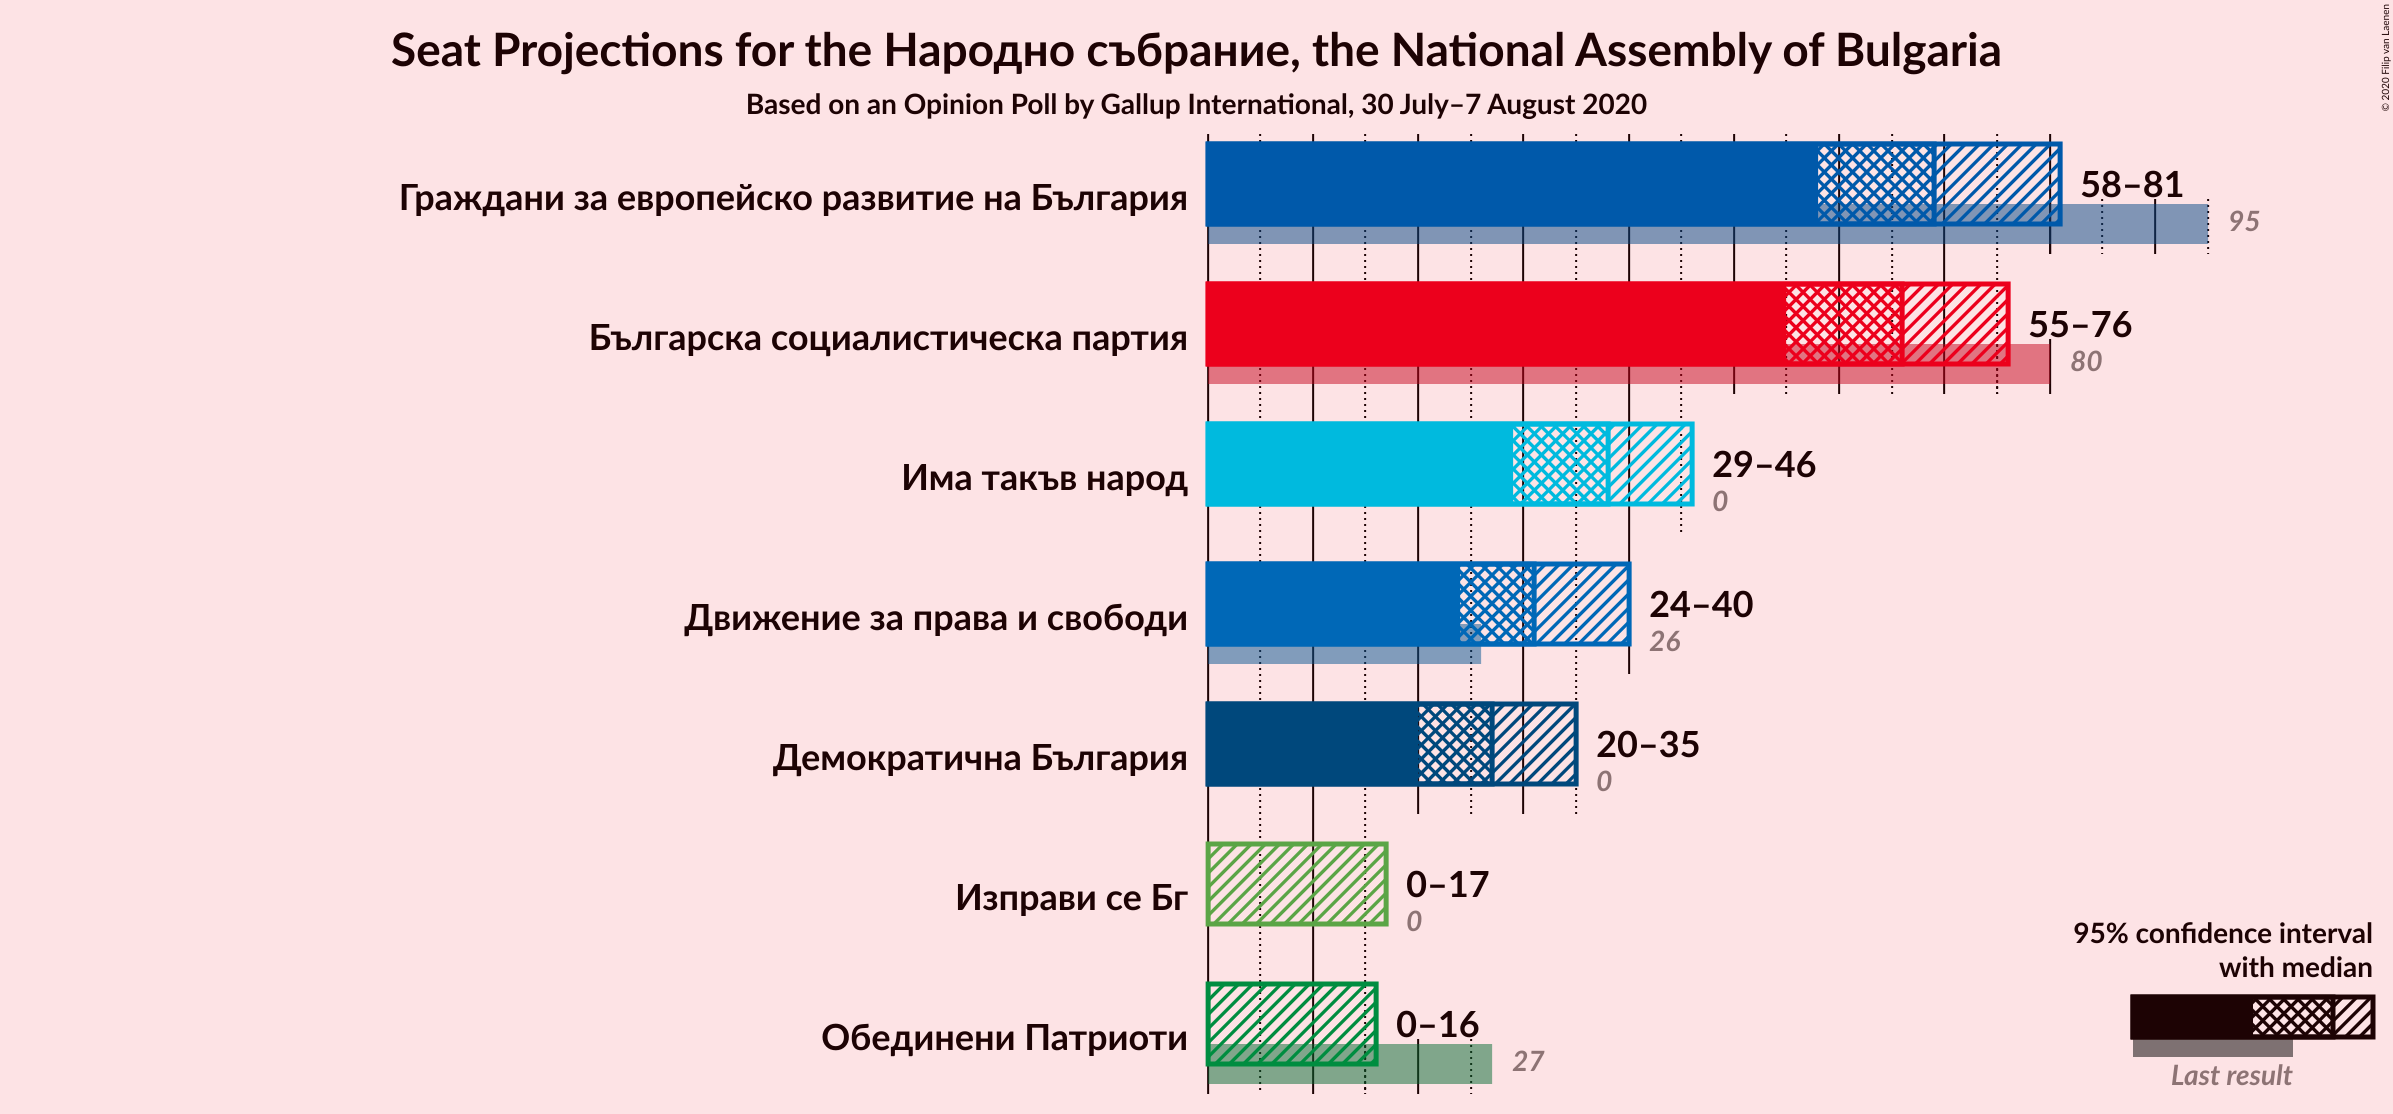 Seat Projections for the Народно събрание, the National Assembly of Bulgaria
Based on an Opinion Poll by Gallup International, 30 July–7 August 2020
© 2020 Filip van Laenen
Граждани за европейско развитие на България
58–81
95
Българска социалистическа партия
55–76
80
Има такъв народ
29–46
0
Движение за права и свободи
24–40
26
Демократична България
20–35
0
Изправи се Бг
0–17
0
Обединени Патриоти
0–16
27
95% confidence interval
with median
Last result